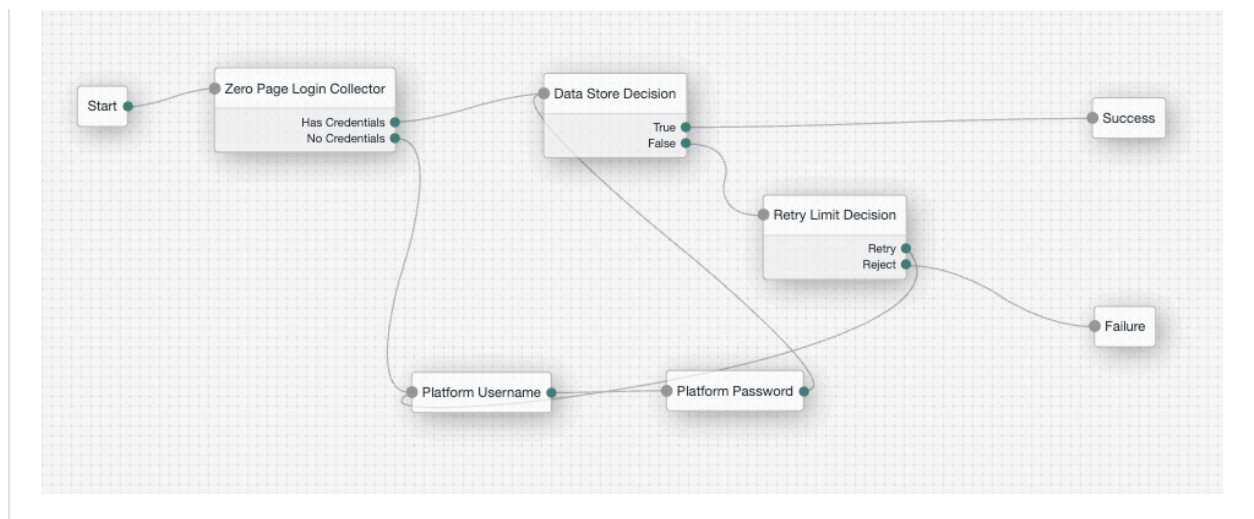 Start
Zero Page Login Collector
Has Credentials
No Credentials
Data Store Decision
True
False
Success
Retry Limit Decision
Retry
Reject
Failure
Platform Username
Platform Password